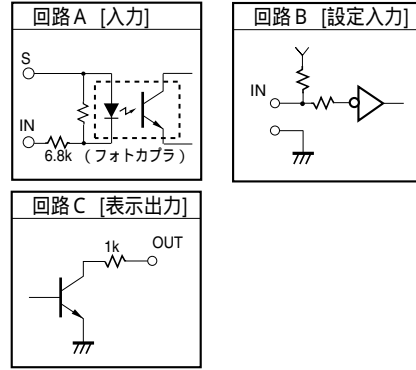 回路A [入力]
S
IN
6.8k (フォトカプラ)
回路B [設定入力]
IN
回路C [表示出力]
1k
OUT